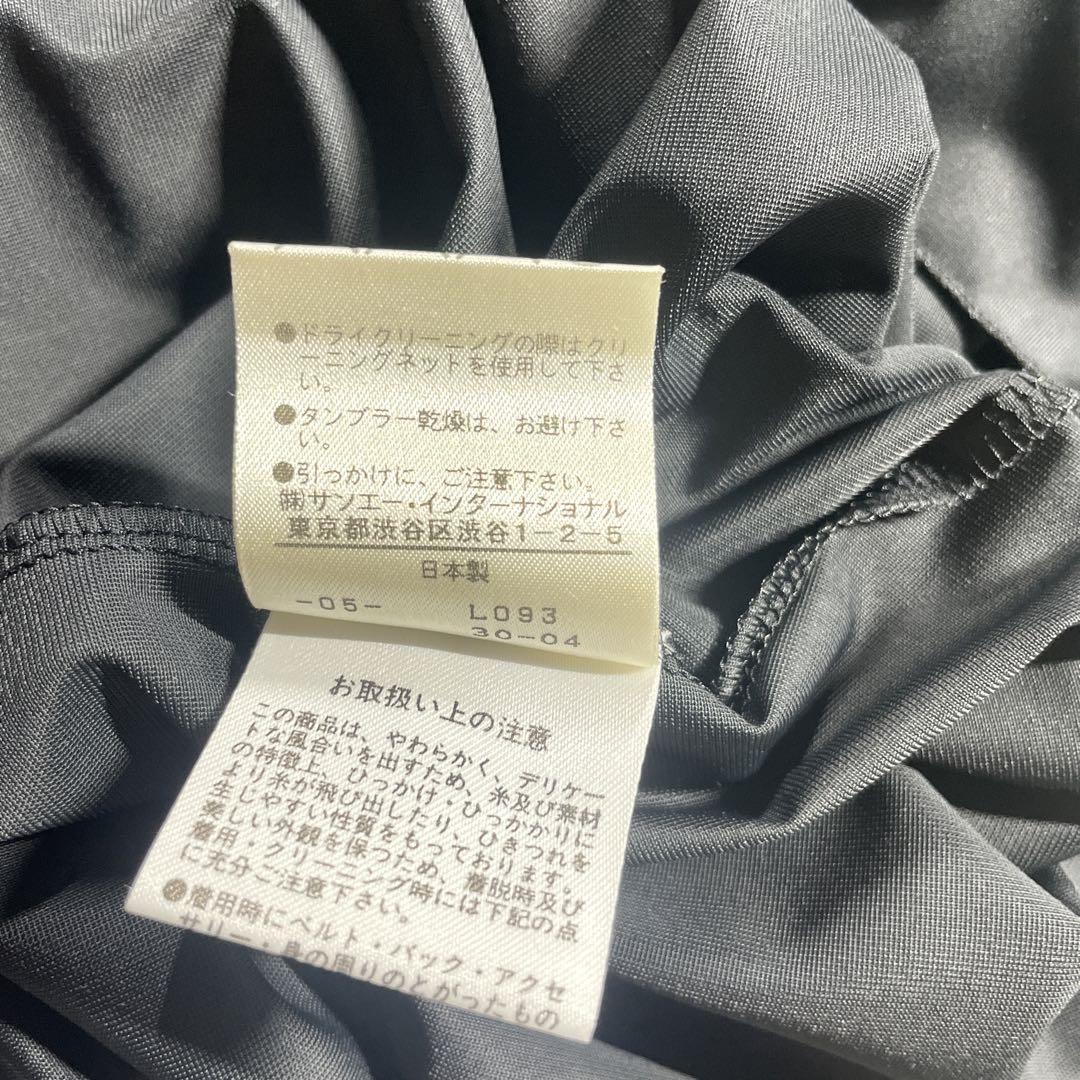 ●ドライクリーニングの際はクリ
ーニングネットを使用して下さ
い。
●タンブラー乾燥は、お避け下さ
い。
●引っかけに、ご注意下さい。
㈱サンエー・インターナショナル
東京都渋谷区渋谷1-2-5
日本製
-05- L093
30-04
お取扱い上の注意
この商品は、やわらかく、デリケー
トな風合いを出すため、糸及び素材
の特徴上、ひっかけ・ひっかかりに
より糸が飛び出したり、ひきつれを
生じやすい性質をもっております。
美しい外観を保つため、着脱時及び
着用・クリーニング時には下記の点
に充分ご注意下さい。
●着用時にベルト・バック・アクセ
サリー・身の周りのとがったもの